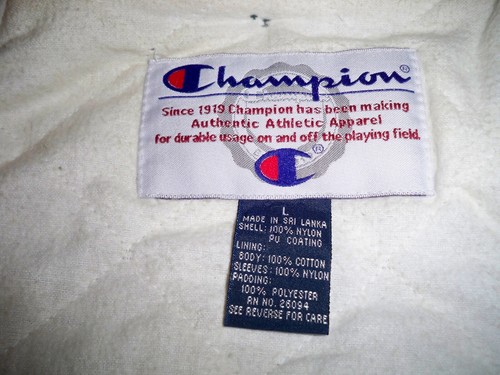 Champion®
Since 1919 Champion has been making
Authentic Athletic Apparel
for durable usage on and off the playing field.
®
L
MADE IN SRI LANKA
SHELL: 100% NYLON
PU COATING
LINING:
BODY: 100% COTTON
SLEEVES: 100% NYLON
PADDING:
100% POLYESTER
RN NO. 26094
SEE REVERSE FOR CARE